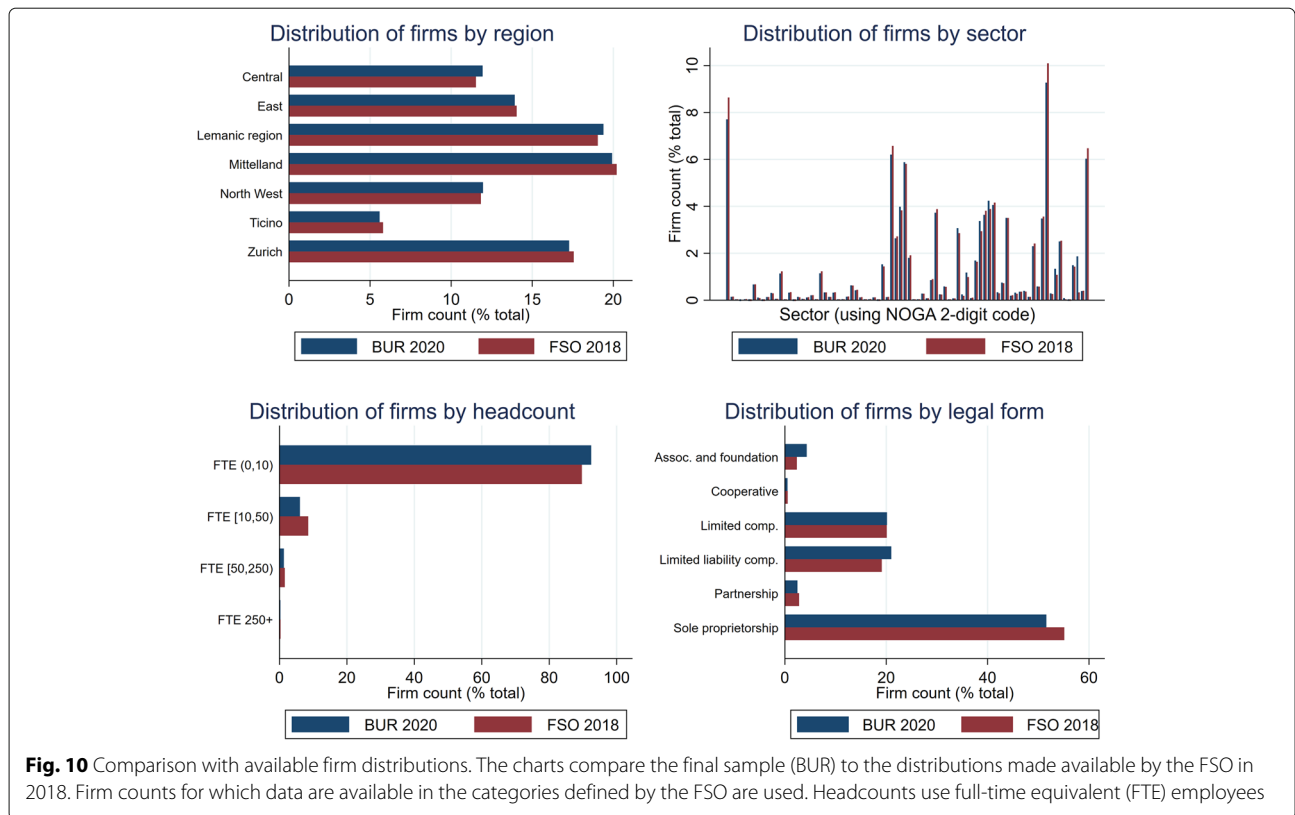 Distribution of firms by region
Central
East
Lemanic region
Mittelland
North West
Ticino
Zurich
0 5 10 15 20
Firm count (% total)
BUR 2020 FSO 2018
Distribution of firms by sector
Firm count (% total)
10
8
6
4
2
0
Sector (using NOGA 2-digit code)
BUR 2020 FSO 2018
Distribution of firms by headcount
FTE (0,10)
FTE [10,50)
FTE [50,250)
FTE 250+
0 20 40 60 80 100
Firm count (% total)
BUR 2020 FSO 2018
Distribution of firms by legal form
Assoc. and foundation
Cooperative
Limited comp.
Limited liability comp.
Partnership
Sole proprietorship
0 20 40 60
Firm count (% total)
BUR 2020 FSO 2018
Fig. 10 Comparison with available firm distributions. The charts compare the final sample (BUR) to the distributions made available by the FSO in
2018. Firm counts for which data are available in the categories defined by the FSO are used. Headcounts use full-time equivalent (FTE) employees